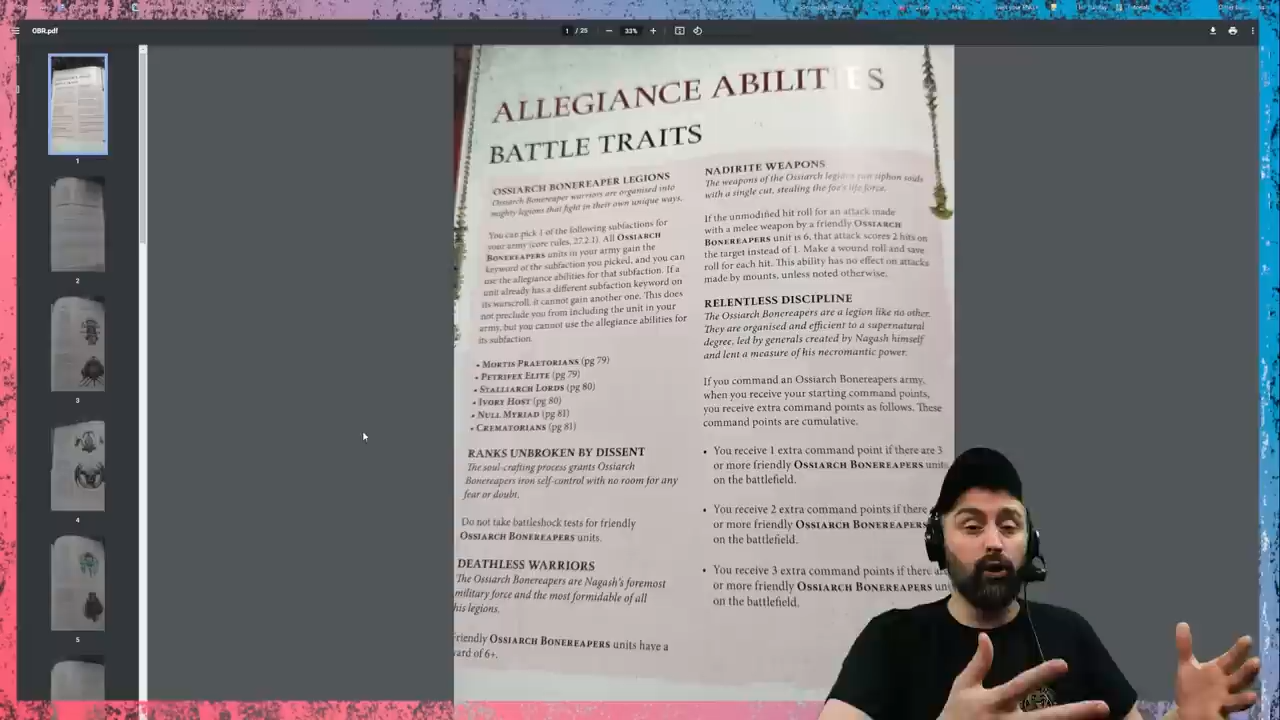 OBR.pdf
1 / 25
33%
ALLEGIANCE ABILITIES
BATTLE TRAITS
OSSIARCH BONEREAPER LEGIONS
Ossiarch Bonereaper warriors are organised into
mighty legions that fight in their own unique ways.
You can pick 1 of the following subfactions for
your army (core rules, 27.2.1). All OSSIARCH
BONEREAPERS units in your army gain the
keyword of the subfaction you picked, and you can
use the allegiance abilities for that subfaction. If a
unit already has a different subfaction keyword on
its warscroll, it cannot gain another one. This does
not preclude you from including the unit in your
army, but you cannot use the allegiance abilities for
its subfaction.
• MORTIS PRAETORIANS (pg 79)
• PETRIFEX ELITE (pg 79)
• STALLIARCH LORDS (pg 80)
• IVORY HOST (pg 80)
• NULL MYRIAD (pg 81)
• CREMATORIANS (pg 81)
RANKS UNBROKEN BY DISSENT
The soul-crafting process grants Ossiarch
Bonereapers iron self-control with no room for any
fear or doubt.
Do not take battleshock tests for friendly
OSSIARCH BONEREAPERS units.
DEATHLESS WARRIORS
The Ossiarch Bonereapers are Nagash's foremost
military force and the most formidable of all
his legions.
riendly OSSIARCH BONEREAPERS units have a
ward of 6+.
NADIRITE WEAPONS
The weapons of the Ossiarch legions can siphon souls
with a single cut, stealing the foe's life force.
If the unmodified hit roll for an attack made
with a melee weapon by a friendly OSSIARCH
BONEREAPERS unit is 6, that attack scores 2 hits on
the target instead of 1. Make a wound roll and save
roll for each hit. This ability has no effect on attacks
made by mounts, unless noted otherwise.
RELENTLESS DISCIPLINE
The Ossiarch Bonereapers are a legion like no other.
They are organised and efficient to a supernatural
degree, led by generals created by Nagash himself
and lent a measure of his necromantic power.
If you command an Ossiarch Bonereapers army,
when you receive your starting command points,
you receive extra command points as follows. These
command points are cumulative.
• You receive 1 extra command point if there are 3
or more friendly OSSIARCH BONEREAPERS units
on the battlefield.
• You receive 2 extra command points if there
or more friendly OSSIARCH BONEREAPERS
on the battlefield.
• You receive 3 extra command points if there are
or more friendly OSSIARCH BONEREAPERS un
on the battlefield.
1
2
3
4
5